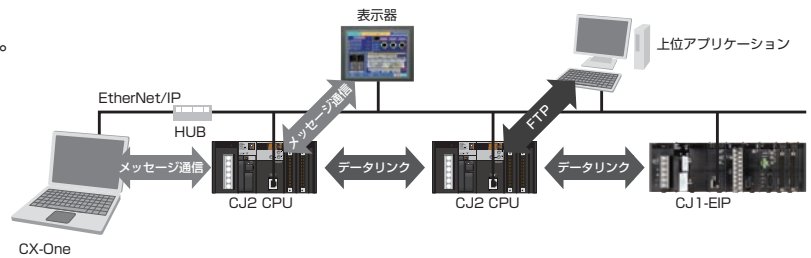 。
表示器
上位アプリケーション
EtherNet/IP
HUB
メッセージ通信
FTP
メッセージ通信
データリンク
データリンク
CJ2 CPU
CJ2 CPU
CJ1-EIP
CX-One